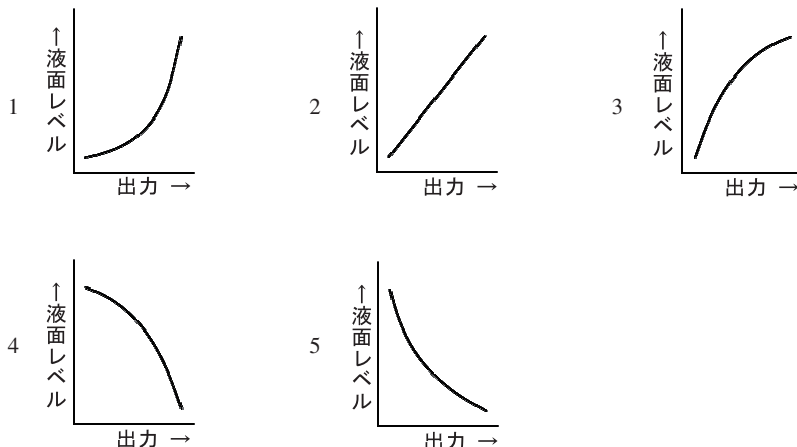 1
↑液面レベル
出力 →
2
↑液面レベル
出力 →
3
↑液面レベル
出力 →
4
↑液面レベル
出力 →
5
↑液面レベル
出力 →